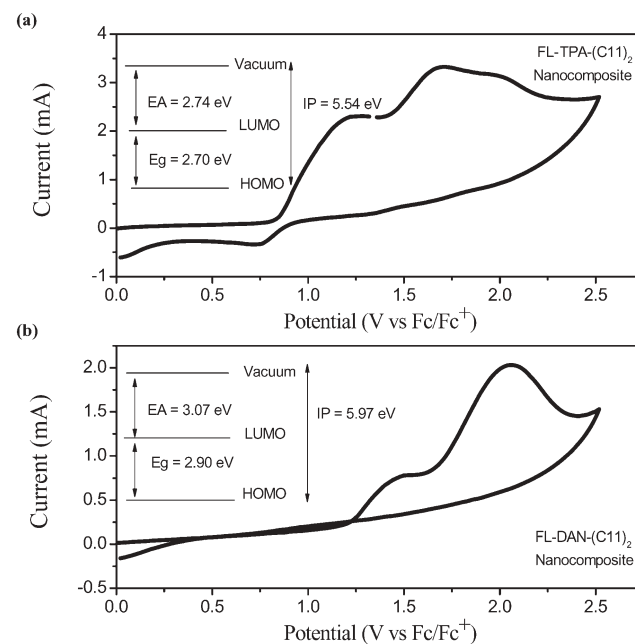 (a)
FL-TPA-(C11)₂
Nanocomposite
Vacuum
EA = 2.74 eV
IP = 5.54 eV
LUMO
Eg = 2.70 eV
HOMO
Current (mA)
4
3
2
1
0
-1
0.0 0.5 1.0 1.5 2.0 2.5
Potential (V vs Fc/Fc⁺)
(b)
Vacuum
EA = 3.07 eV
IP = 5.97 eV
LUMO
Eg = 2.90 eV
HOMO
Current (mA)
2.0
1.5
1.0
0.5
0.0
-0.5
FL-DAN-(C11)₂
Nanocomposite
0.0 0.5 1.0 1.5 2.0 2.5
Potential (V vs Fc/Fc⁺)